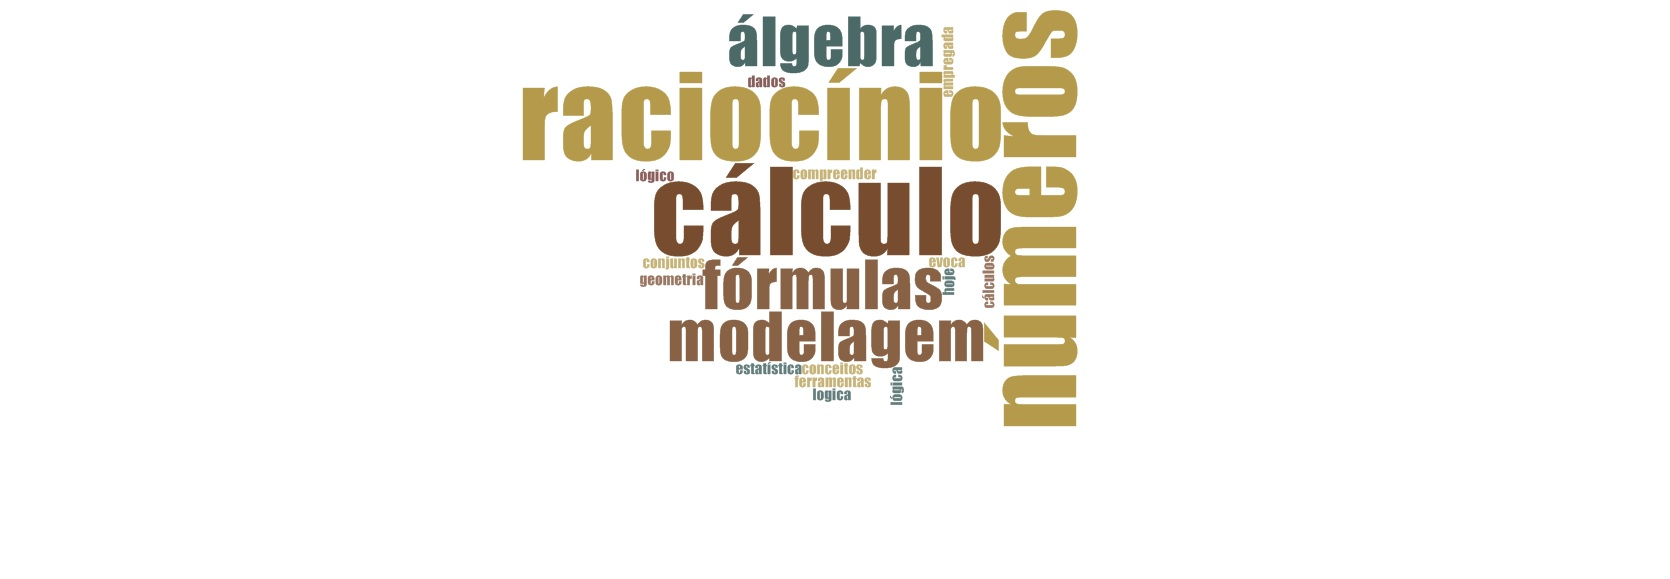 álgebra
empregada
números
dados
raciocínio
lógico
compreender
cálculo
conjuntos
evoca
geometria
fórmulas
hoje
cálculos
modelagem
estatística
conceitos
ferramentas
logica
lógica